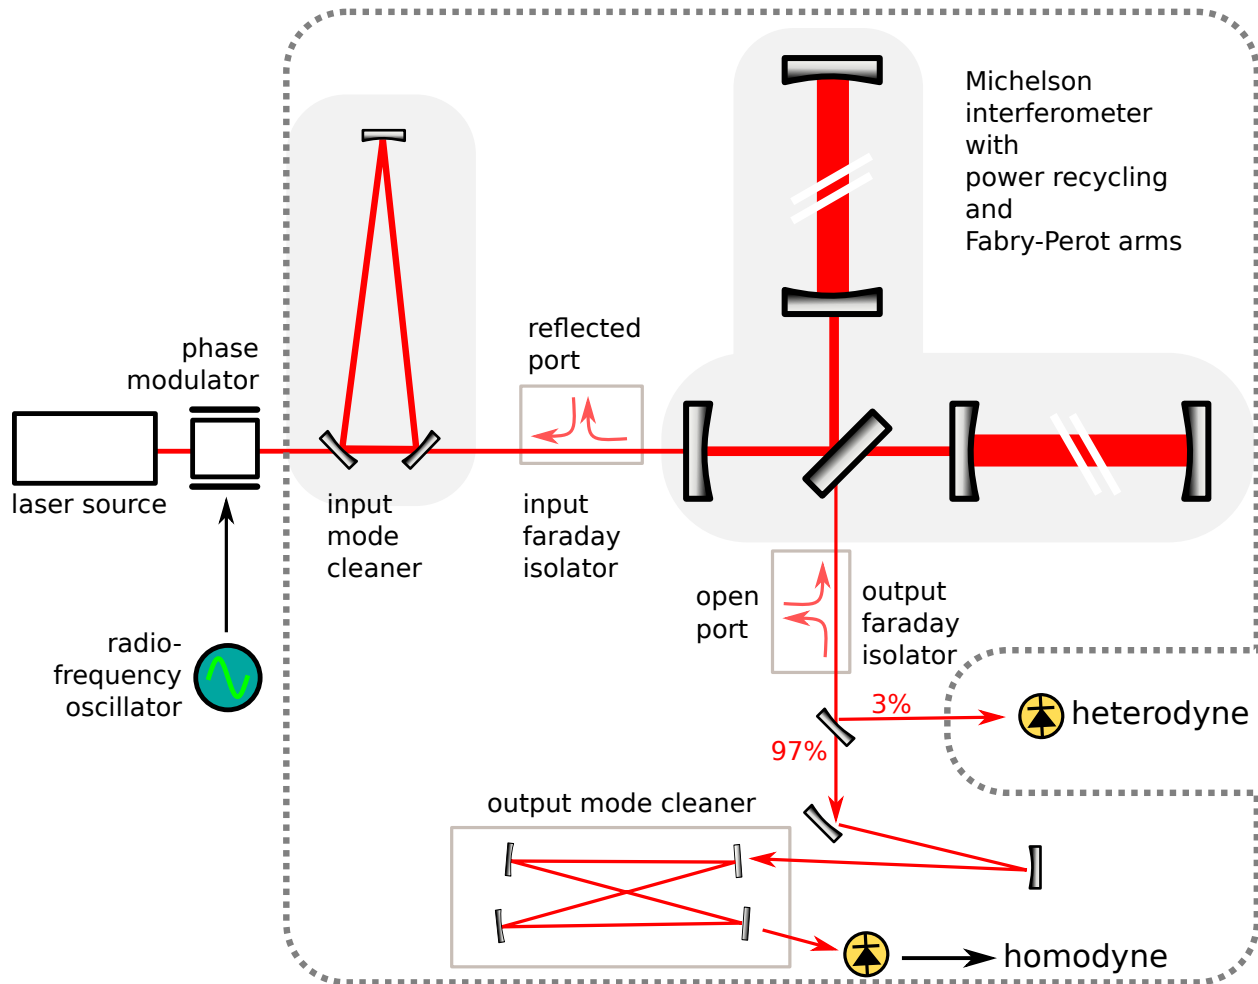 Michelson
interferometer
with
power recycling
and
Fabry-Perot arms
reflected
port
phase
modulator
laser source
input
mode
cleaner
input
faraday
isolator
open
port
output
faraday
isolator
radio-
frequency
oscillator
3%
heterodyne
97%
output mode cleaner
homodyne